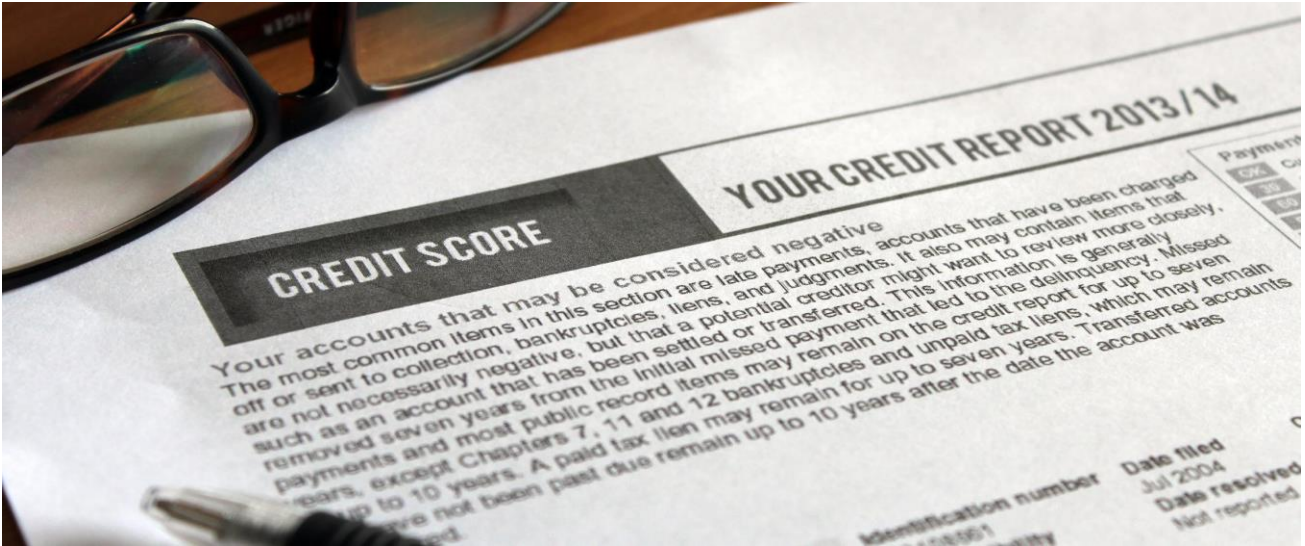 FIGER
YOUR CREDIT REPORT 2013/14
CREDIT SCORE
Your accounts that may be considered negative
The most common items in this section are late payments, accounts that have been charged
off or sent to collection, bankruptcies, liens, and judgments. It also may contain items that
are not necessarily negative, but that a potential creditor might want to review more closely,
such as an account that has been settled or transferred. This information is generally
removed seven years from the initial missed payment that led to the delinquency. Missed
payments and most public record items may remain on the credit report for up to seven
years, except Chapters 7, 11 and 12 bankruptcies and unpaid tax liens, which may remain
up to 10 years. A paid tax lien may remain for up to seven years. Transferred accounts
not been past due remain up to 10 years after the date the account was
Payment
OK
30
60
Identification number
Date filed
Jul 2004
Date resolved
Not reported